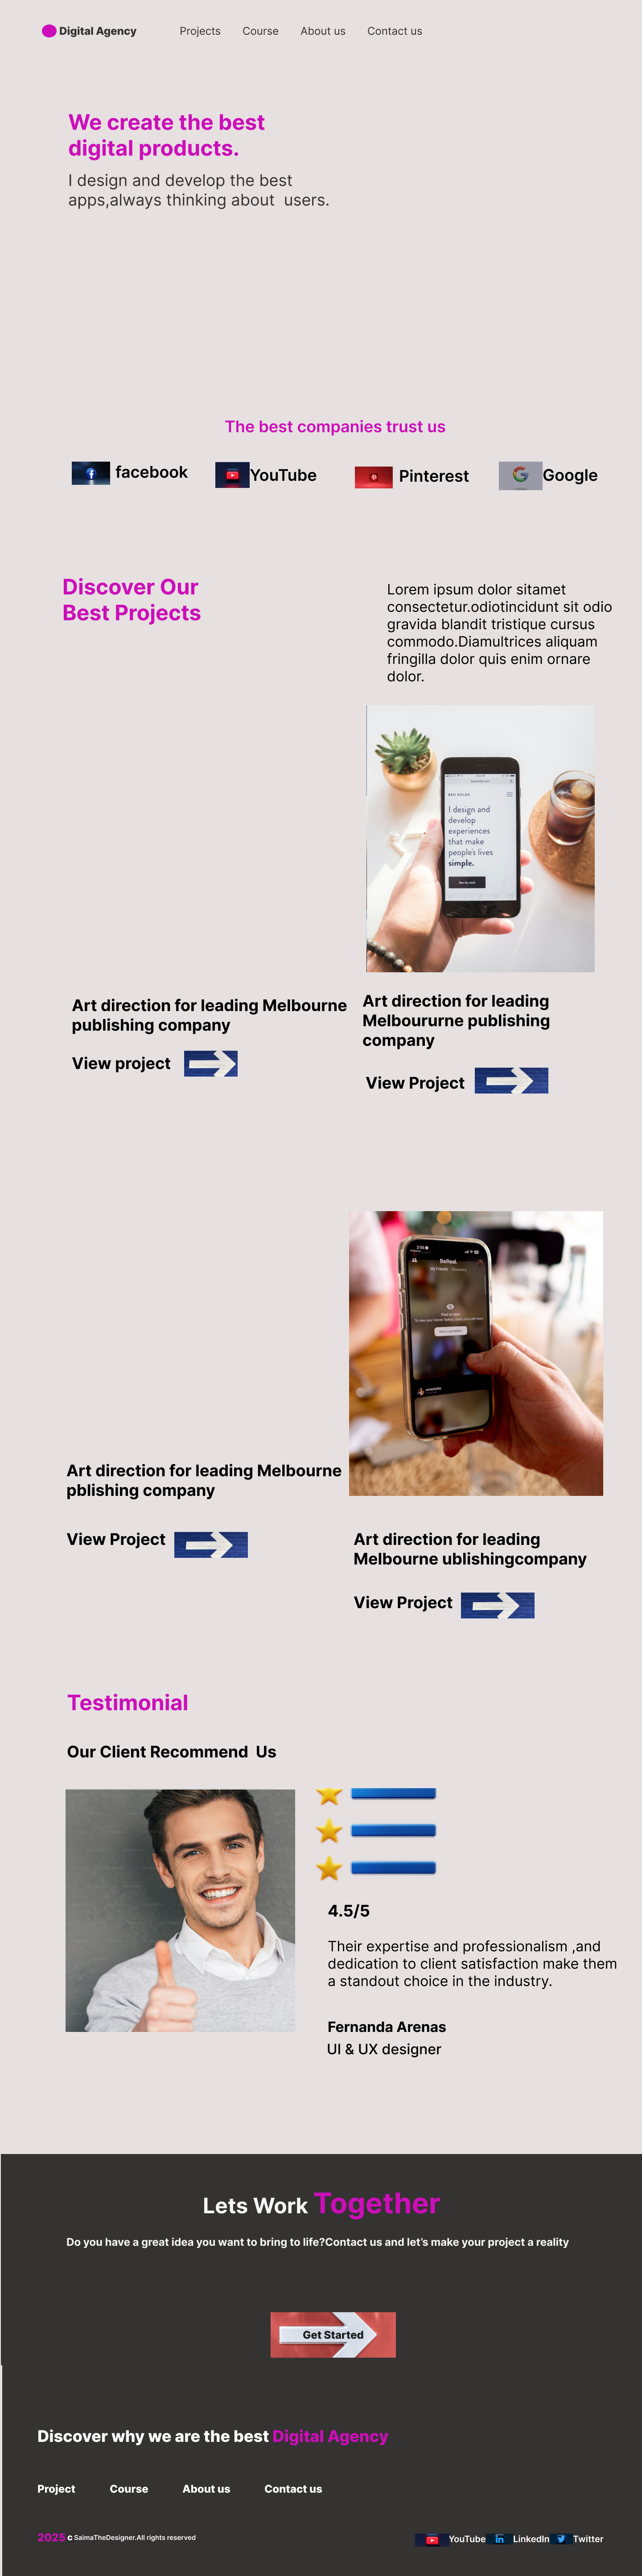 Digital Agency
Projects
Course
About us
Contact us
We create the best
digital products.
I design and develop the best
apps,always thinking about users.
The best companies trust us
facebook
YouTube
Pinterest
Google
Discover Our
Best Projects
Lorem ipsum dolor sitamet
consectetur.odiotincidunt sit odio
gravida blandit tristique cursus
commodo.Diamultrices aliquam
fringilla dolor quis enim ornare
dolor.
I design and
develop
experiences
that make
people's lives
simple.
Art direction for leading Melbourne
publishing company
View project
Art direction for leading
Melboururne publishing
company
View Project
BeReal.
My Friends
Art direction for leading Melbourne
pblishing company
View Project
Art direction for leading
Melbourne ublishingcompany
View Project
Testimonial
Our Client Recommend Us
4.5/5
Their expertise and professionalism ,and
dedication to client satisfaction make them
a standout choice in the industry.
Fernanda Arenas
UI & UX designer
Lets Work Together
Do you have a great idea you want to bring to life?Contact us and let's make your project a reality
Get Started
Discover why we are the best Digital Agency
Project
Course
About us
Contact us
2025 c SaimaTheDesigner.All rights reserved
YouTube
LinkedIn
Twitter